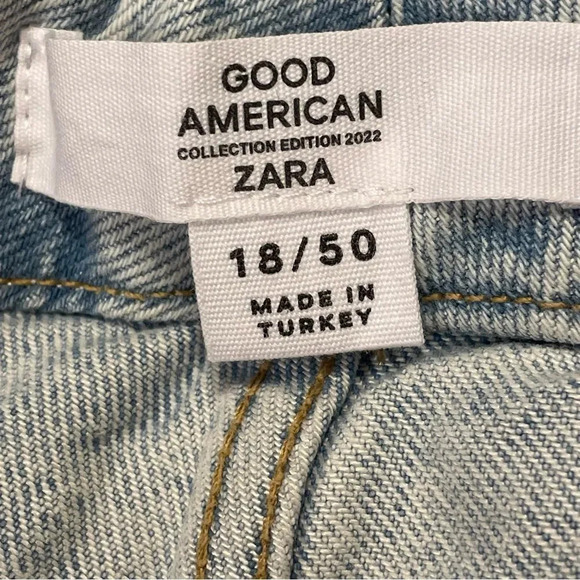 GOOD
AMERICAN
COLLECTION EDITION 2022
ZARA
18/50
MADE IN
TURKEY